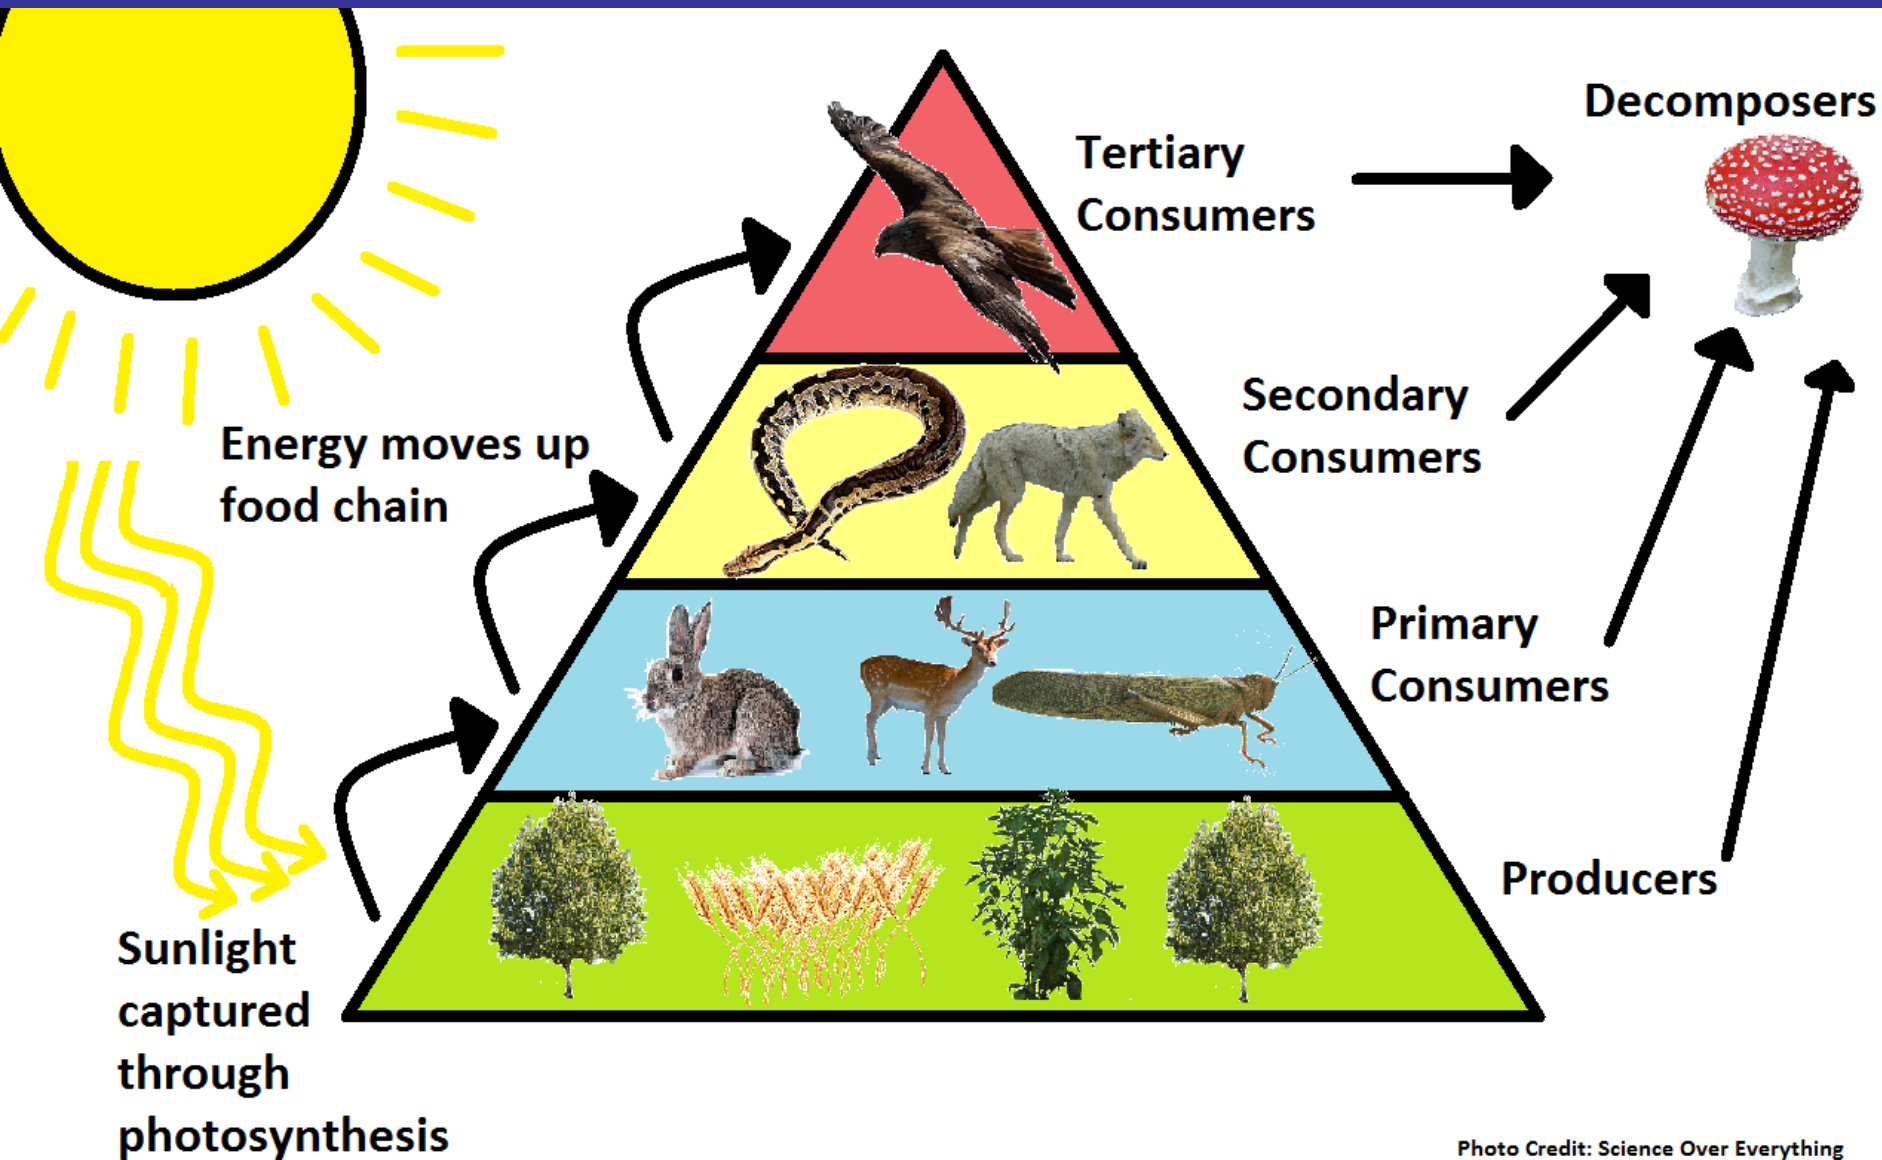 Decomposers
Tertiary
Consumers
Secondary
Consumers
Energy moves up
food chain
Primary
Consumers
Producers
Sunlight
captured
through
photosynthesis
Photo Credit: Science Over Everything